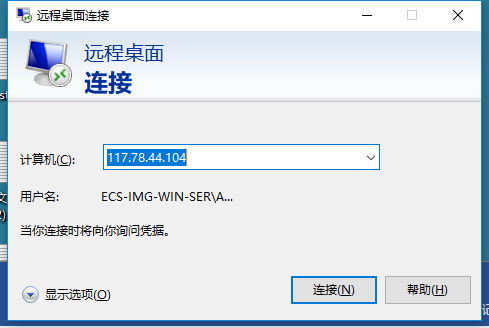 远程桌面连接
远程桌面
连接
计算机(C): 117.78.44.104
用户名: ECS-IMG-WIN-SER\A...
当你连接时将向你询问凭据。
显示选项(O) 连接(N) 帮助(H)